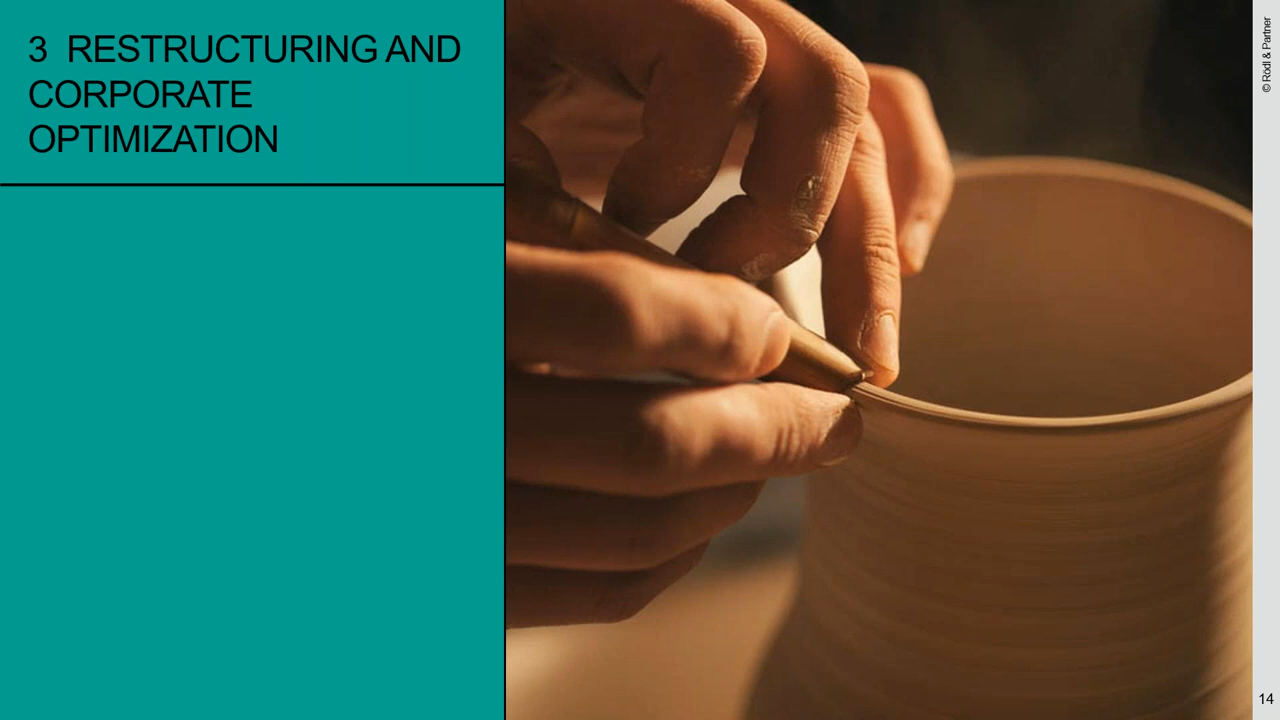 3 RESTRUCTURING AND
CORPORATE
OPTIMIZATION
© Rödl & Partner
14